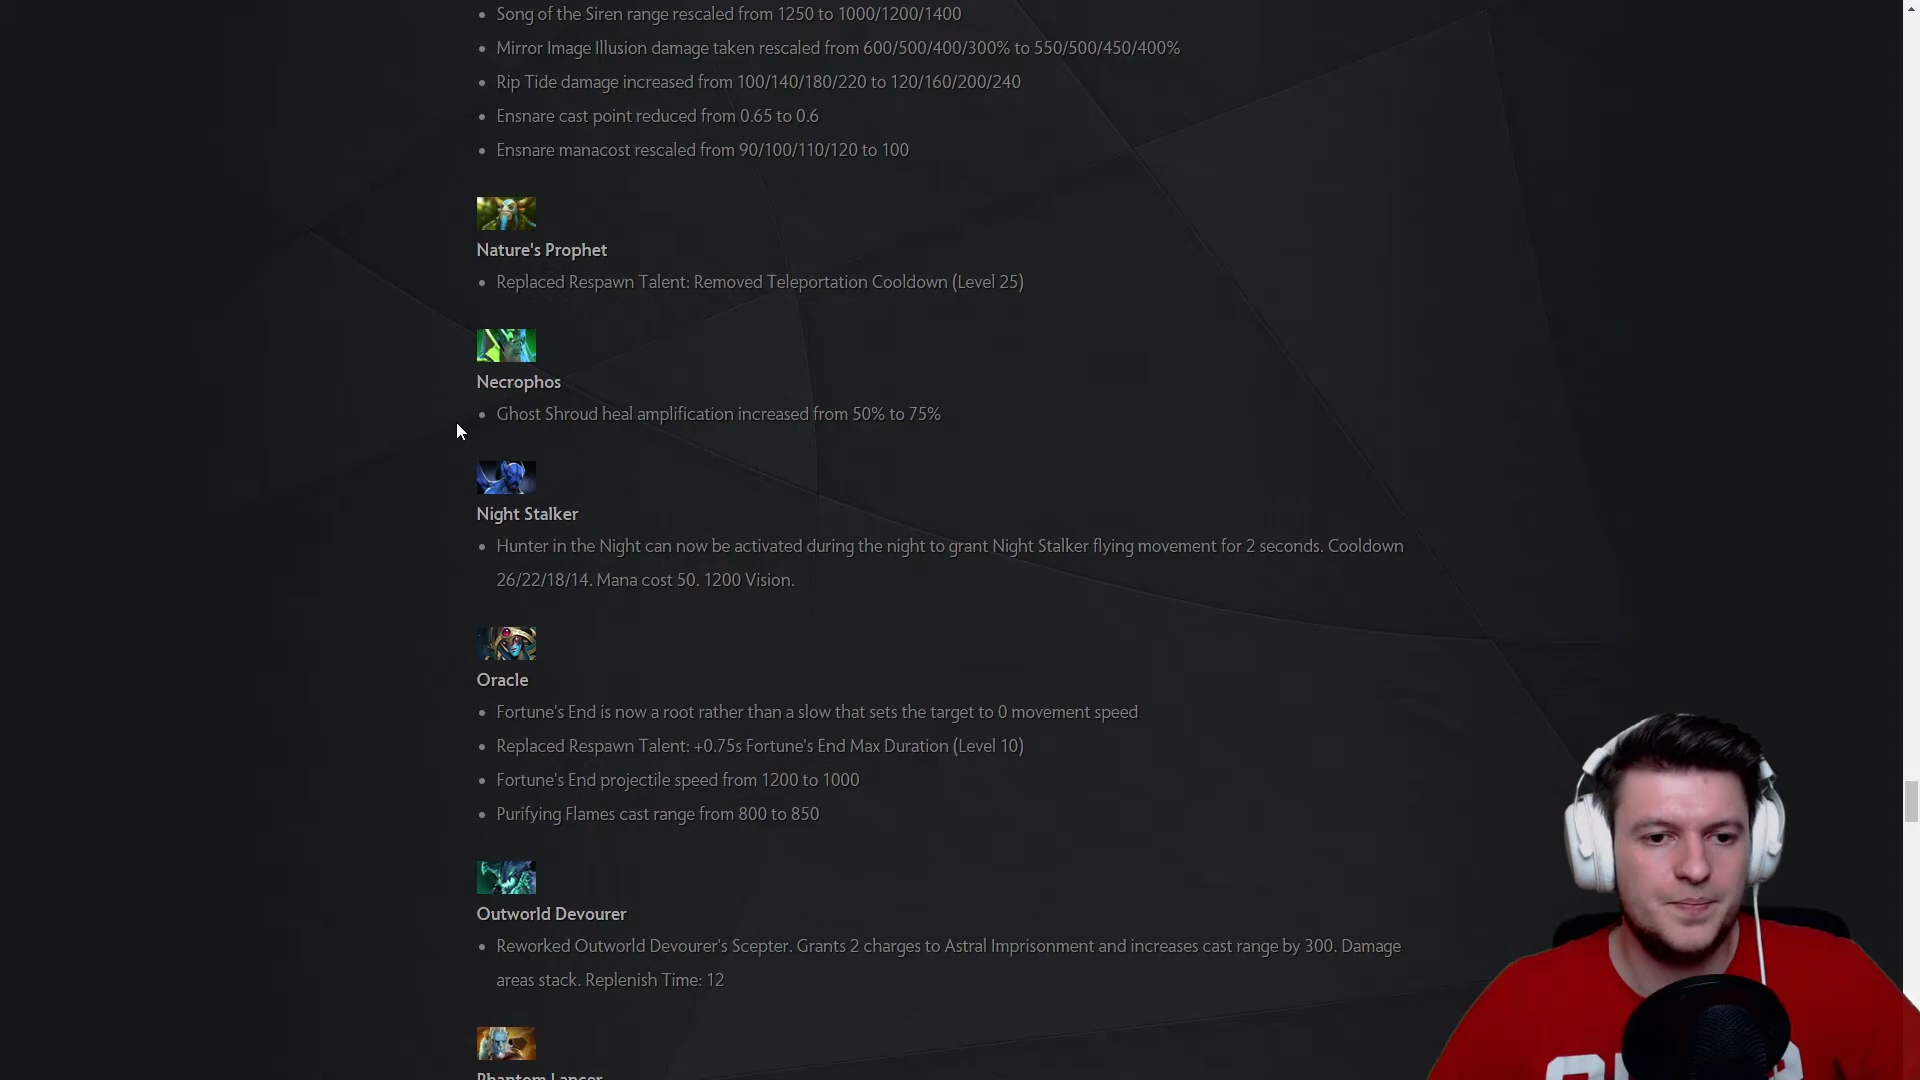 Song of the Siren range rescaled from 1250 to 1000/1200/1400
Mirror Image Illusion damage taken rescaled from 600/500/400/300% to 550/500/450/400%
Rip Tide damage increased from 100/140/180/220 to 120/160/200/240
Ensnare cast point reduced from 0.65 to 0.6
Ensnare manacost rescaled from 90/100/110/120 to 100
Nature's Prophet
Replaced Respawn Talent: Removed Teleportation Cooldown (Level 25)
Necrophos
Ghost Shroud heal amplification increased from 50% to 75%
Night Stalker
Hunter in the Night can now be activated during the night to grant Night Stalker flying movement for 2 seconds. Cooldown
26/22/18/14. Mana cost 50. 1200 Vision.
Oracle
Fortune's End is now a root rather than a slow that sets the target to 0 movement speed
Replaced Respawn Talent: +0.75s Fortune's End Max Duration (Level 10)
Fortune's End projectile speed from 1200 to 1000
Purifying Flames cast range from 800 to 850
Outworld Devourer
Reworked Outworld Devourer's Scepter. Grants 2 charges to Astral Imprisonment and increases cast range by 300. Damage
areas stack. Replenish Time: 12
Phantom Lancer